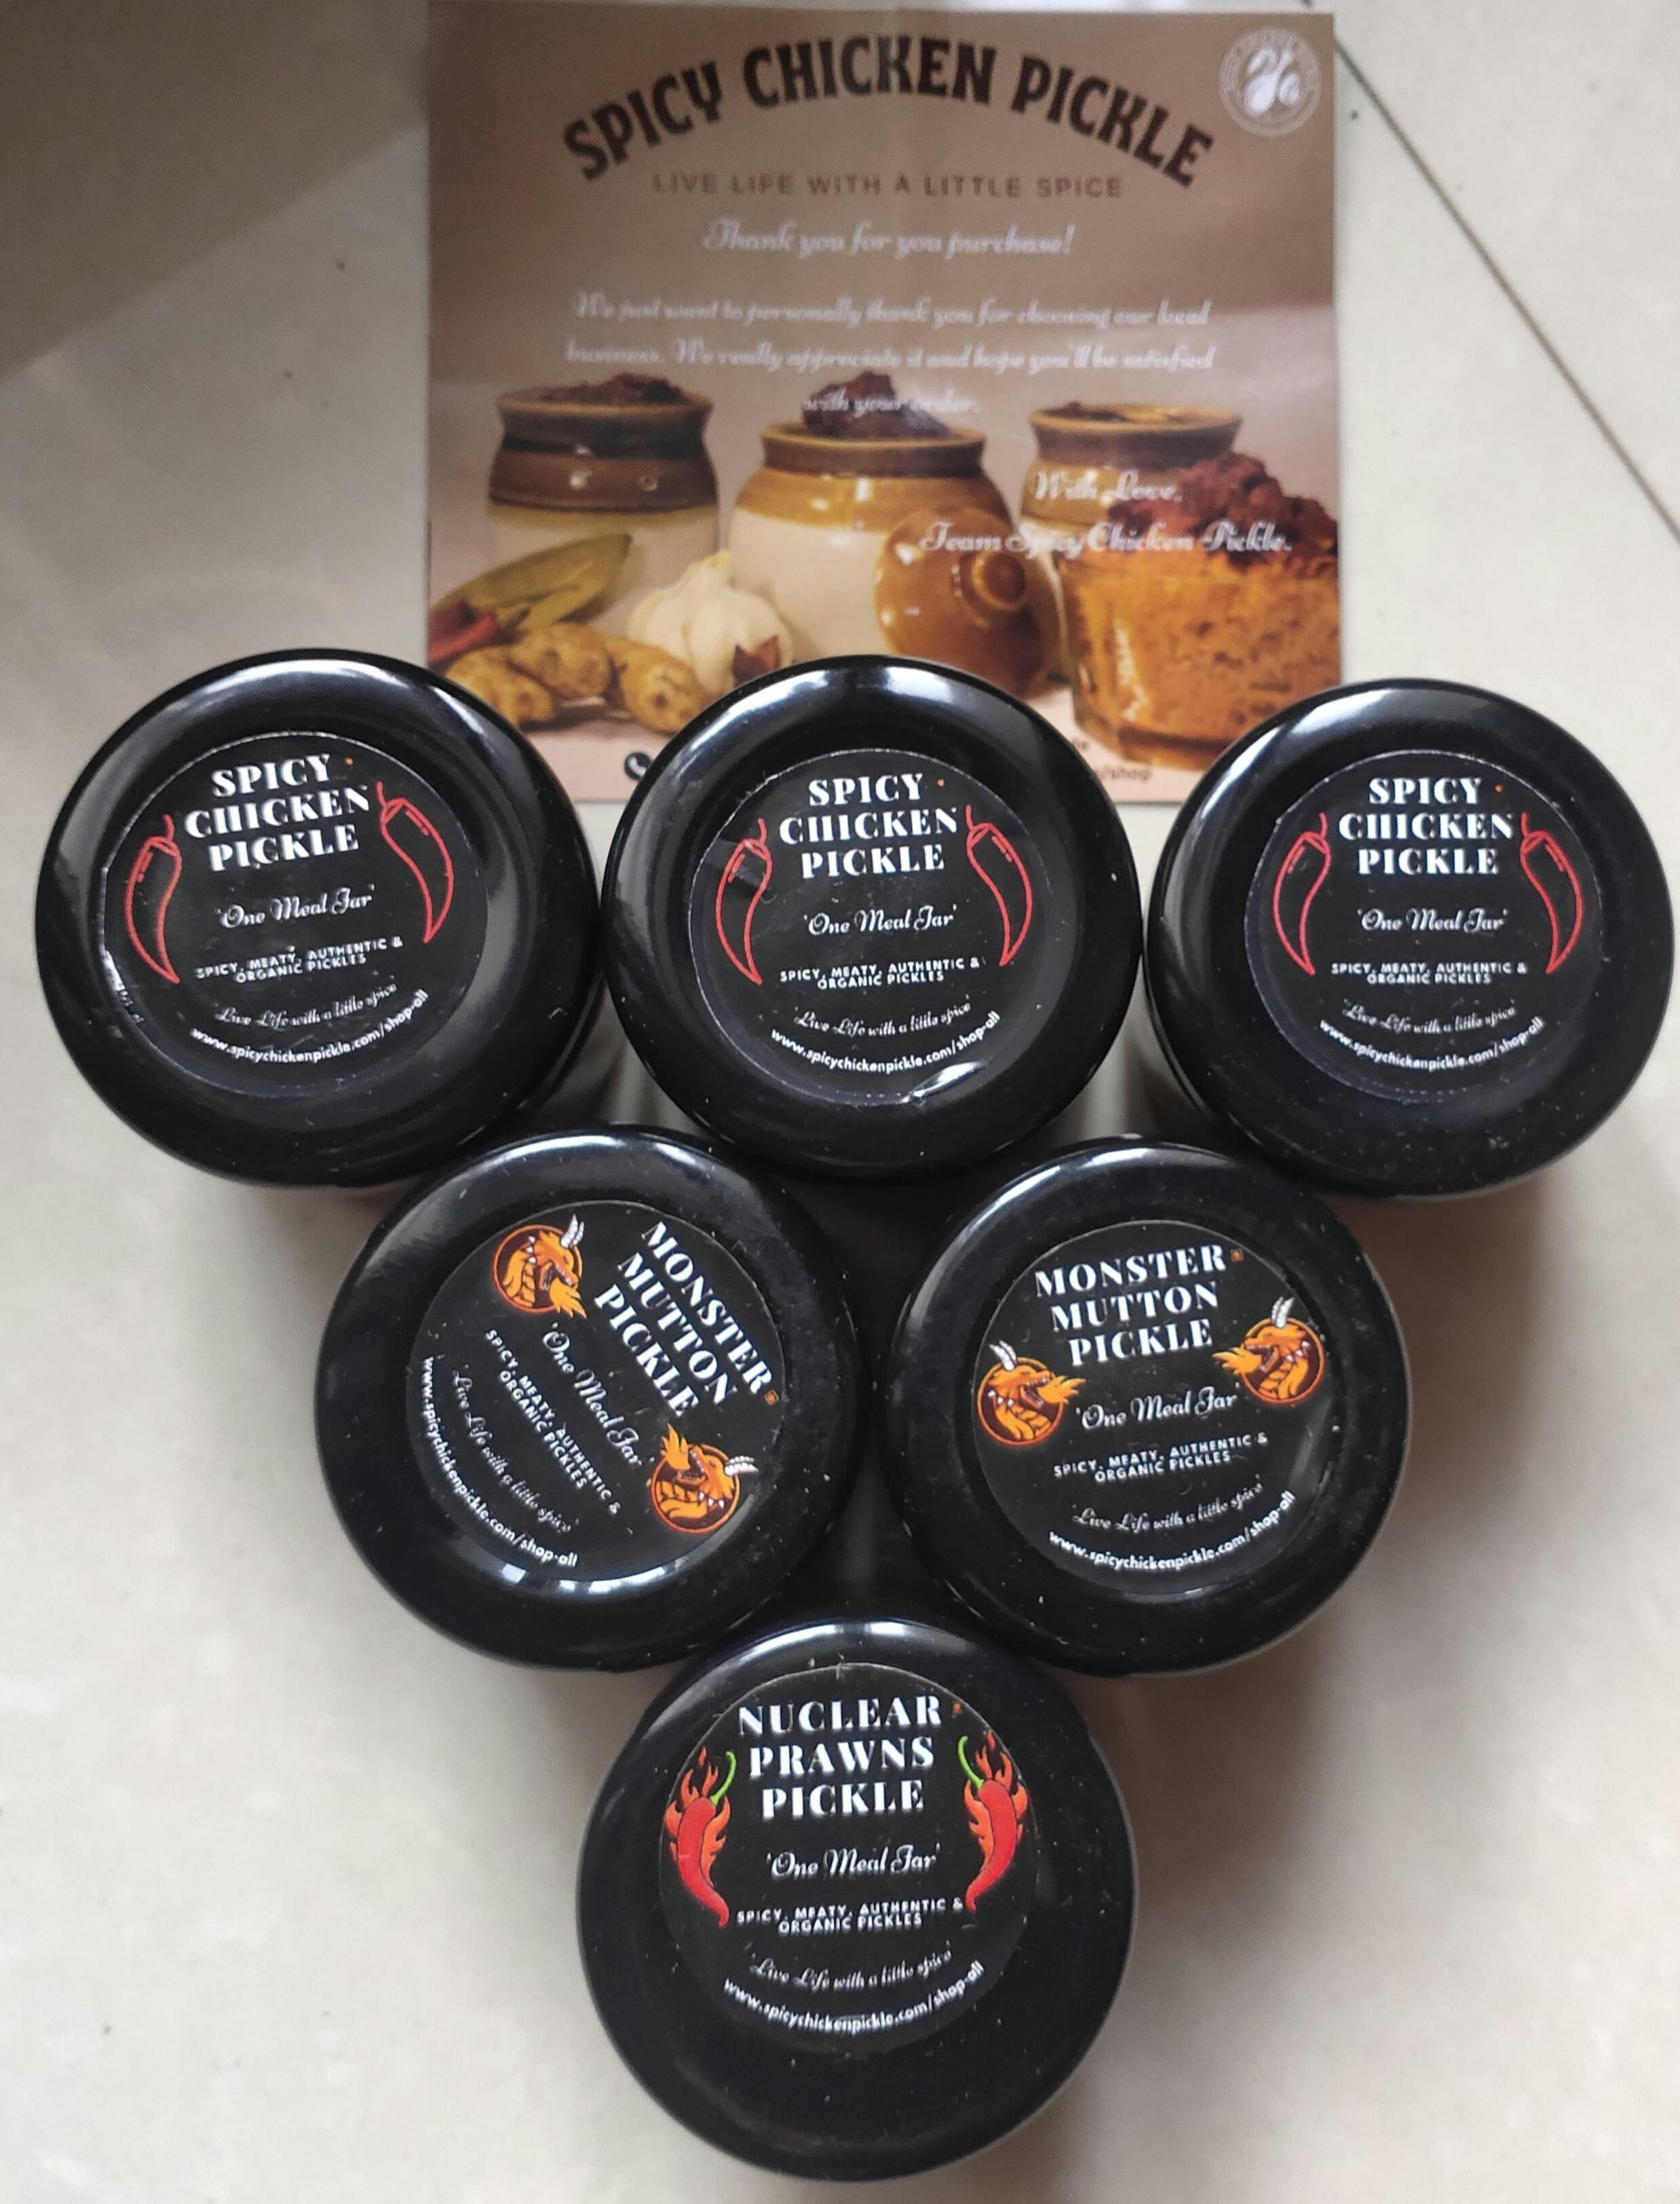 SPICY CHICKEN PICKLE
LIVE LIFE WITH A LITTLE SPICE
Thank you for you purchase!
We just want to personally thank you for choosing our local
business. We really appreciate it and hope you'll be satisfied
with your order.
With Love,
Team Spicy Chicken Pickle.
/shop
SPICY
CHICKEN
PICKLE
'One Meal Jar'
SPICY, MEATY, AUTHENTIC &
ORGANIC PICKLES
'Live Life with a little spice'
www.spicychickenpickle.com/shop-all
SPICY
CHICKEN
PICKLE
'One Meal Jar'
SPICY, MEATY, AUTHENTIC &
ORGANIC PICKLES
'Live Life with a little spice'
www.spicychickenpickle.com/shop-all
SPICY
CHICKEN
PICKLE
'One Meal Jar'
SPICY, MEATY, AUTHENTIC &
ORGANIC PICKLES
'Live Life with a little spice'
www.spicychickenpickle.com/shop-all
MONSTER
MUTTON
PICKLE
'One Meal Jar'
SPICY, MEATY, AUTHENTIC &
ORGANIC PICKLES
'Live Life with a little spice'
www.spicychickenpickle.com/shop-all
MONSTER
MUTTON
PICKLE
'One Meal Jar'
SPICY, MEATY, AUTHENTIC &
ORGANIC PICKLES
'Live Life with a little spice'
www.spicychickenpickle.com/shop-all
NUCLEAR
PRAWNS
PICKLE
'One Meal Jar'
SPICY, MEATY, AUTHENTIC &
ORGANIC PICKLES
'Live Life with a little spice'
www.spicychickenpickle.com/shop-all